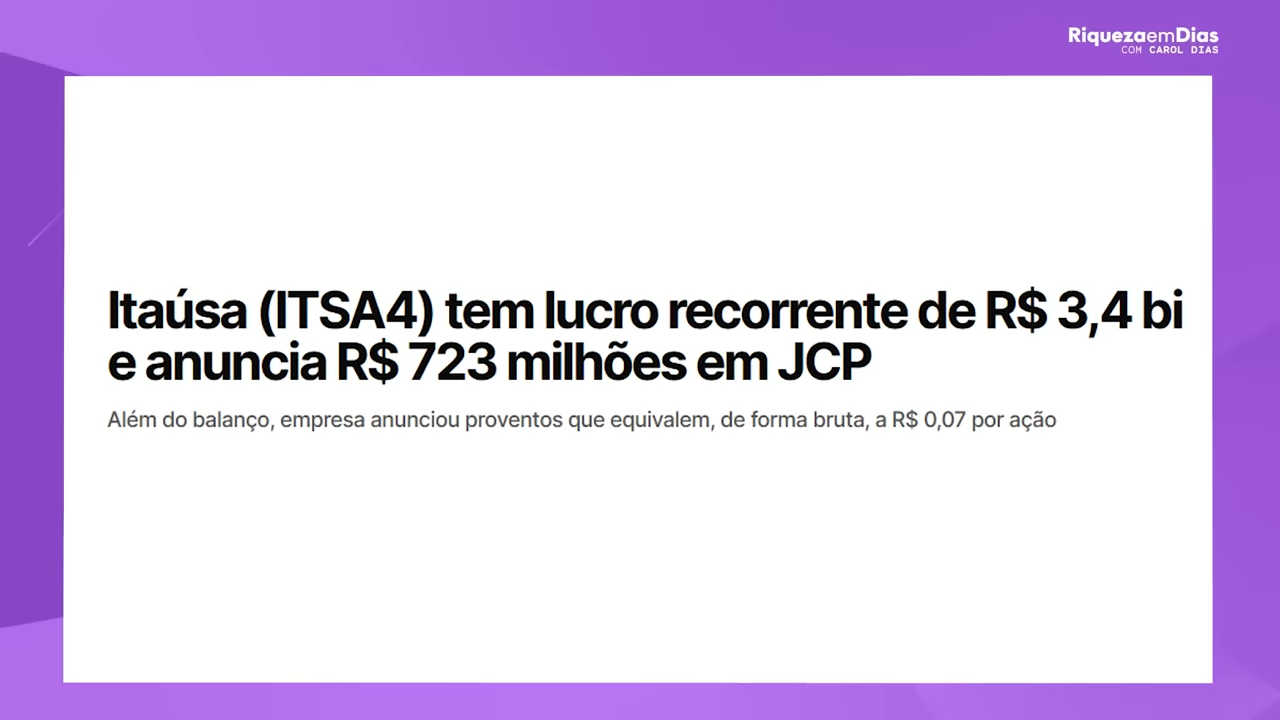 RiquezaemDias
COM CAROL DIAS
Itaúsa (ITSA4) tem lucro recorrente de R$ 3,4 bi
e anuncia R$ 723 milhões em JCP
Além do balanço, empresa anunciou proventos que equivalem, de forma bruta, a R$ 0,07 por ação